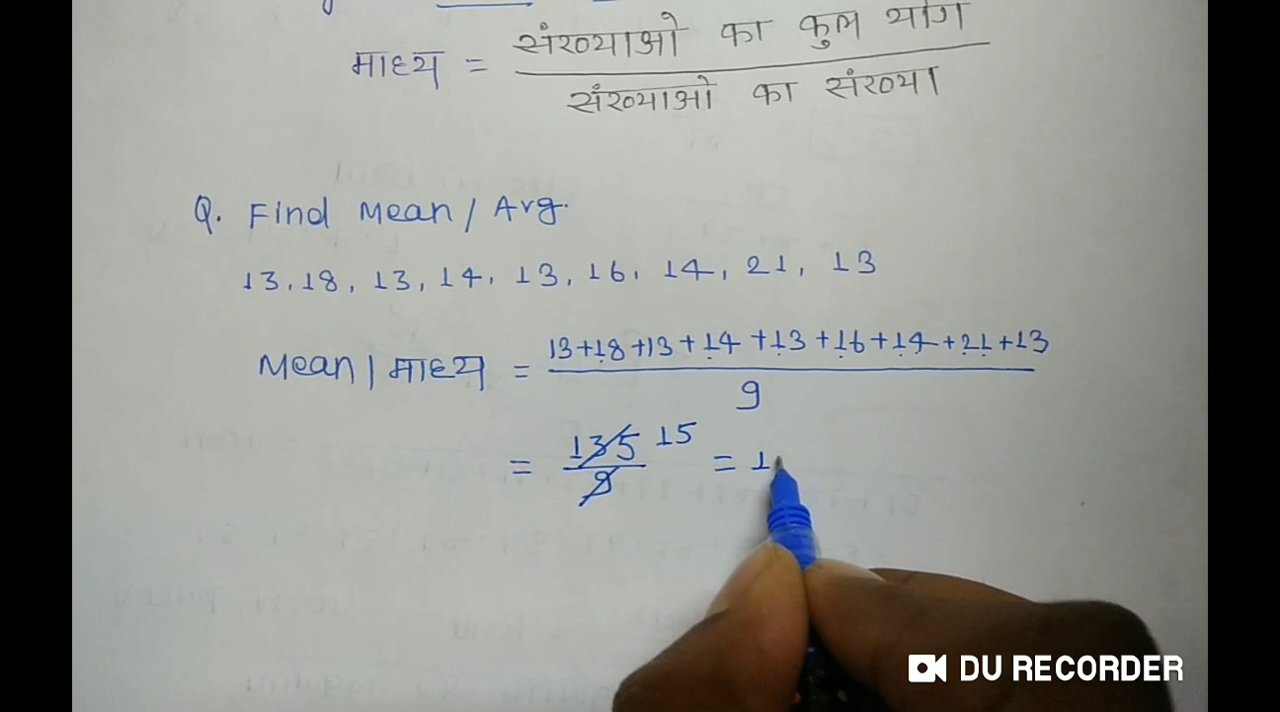 माध्य = संख्याओ का कुल योग
संख्याओ का संख्या
Q. Find Mean / Avg.
13, 18, 13, 14, 13, 16, 14, 21, 13
Mean / माध्य = 13+18+13+14+13+16+14+21+13
9
= 135 15 = 1
9
DU RECORDER